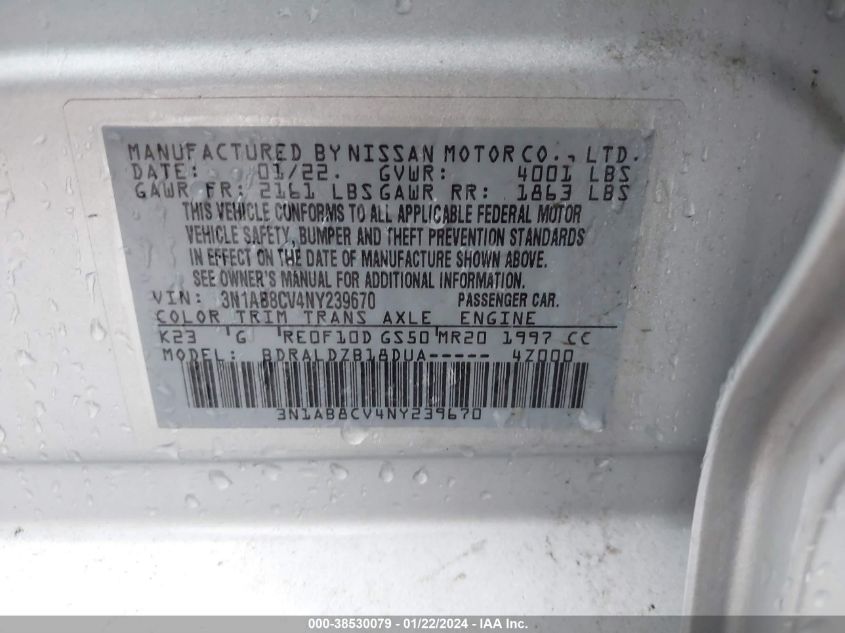 MANUFACTURED BY NISSAN MOTOR CO., LTD.
DATE: 01/22. GVWR: 4001 LBS
GAWR FR: 2161 LBS GAWR RR: 1863 LBS
THIS VEHICLE CONFORMS TO ALL APPLICABLE FEDERAL MOTOR
VEHICLE SAFETY, BUMPER AND THEFT PREVENTION STANDARDS
IN EFFECT ON THE DATE OF MANUFACTURE SHOWN ABOVE.
SEE OWNER'S MANUAL FOR ADDITIONAL INFORMATION.
VIN: 3N1AB8CV4NY239670 PASSENGER CAR.
COLOR TRIM TRANS AXLE ENGINE
K23 G RE0F10D GS50 MR20 1997 CC
MODEL: BDRALDZB18DUA----- 4Z000
3N1AB8CV4NY239670
000-38530079 - 01/22/2024 - IAA Inc.